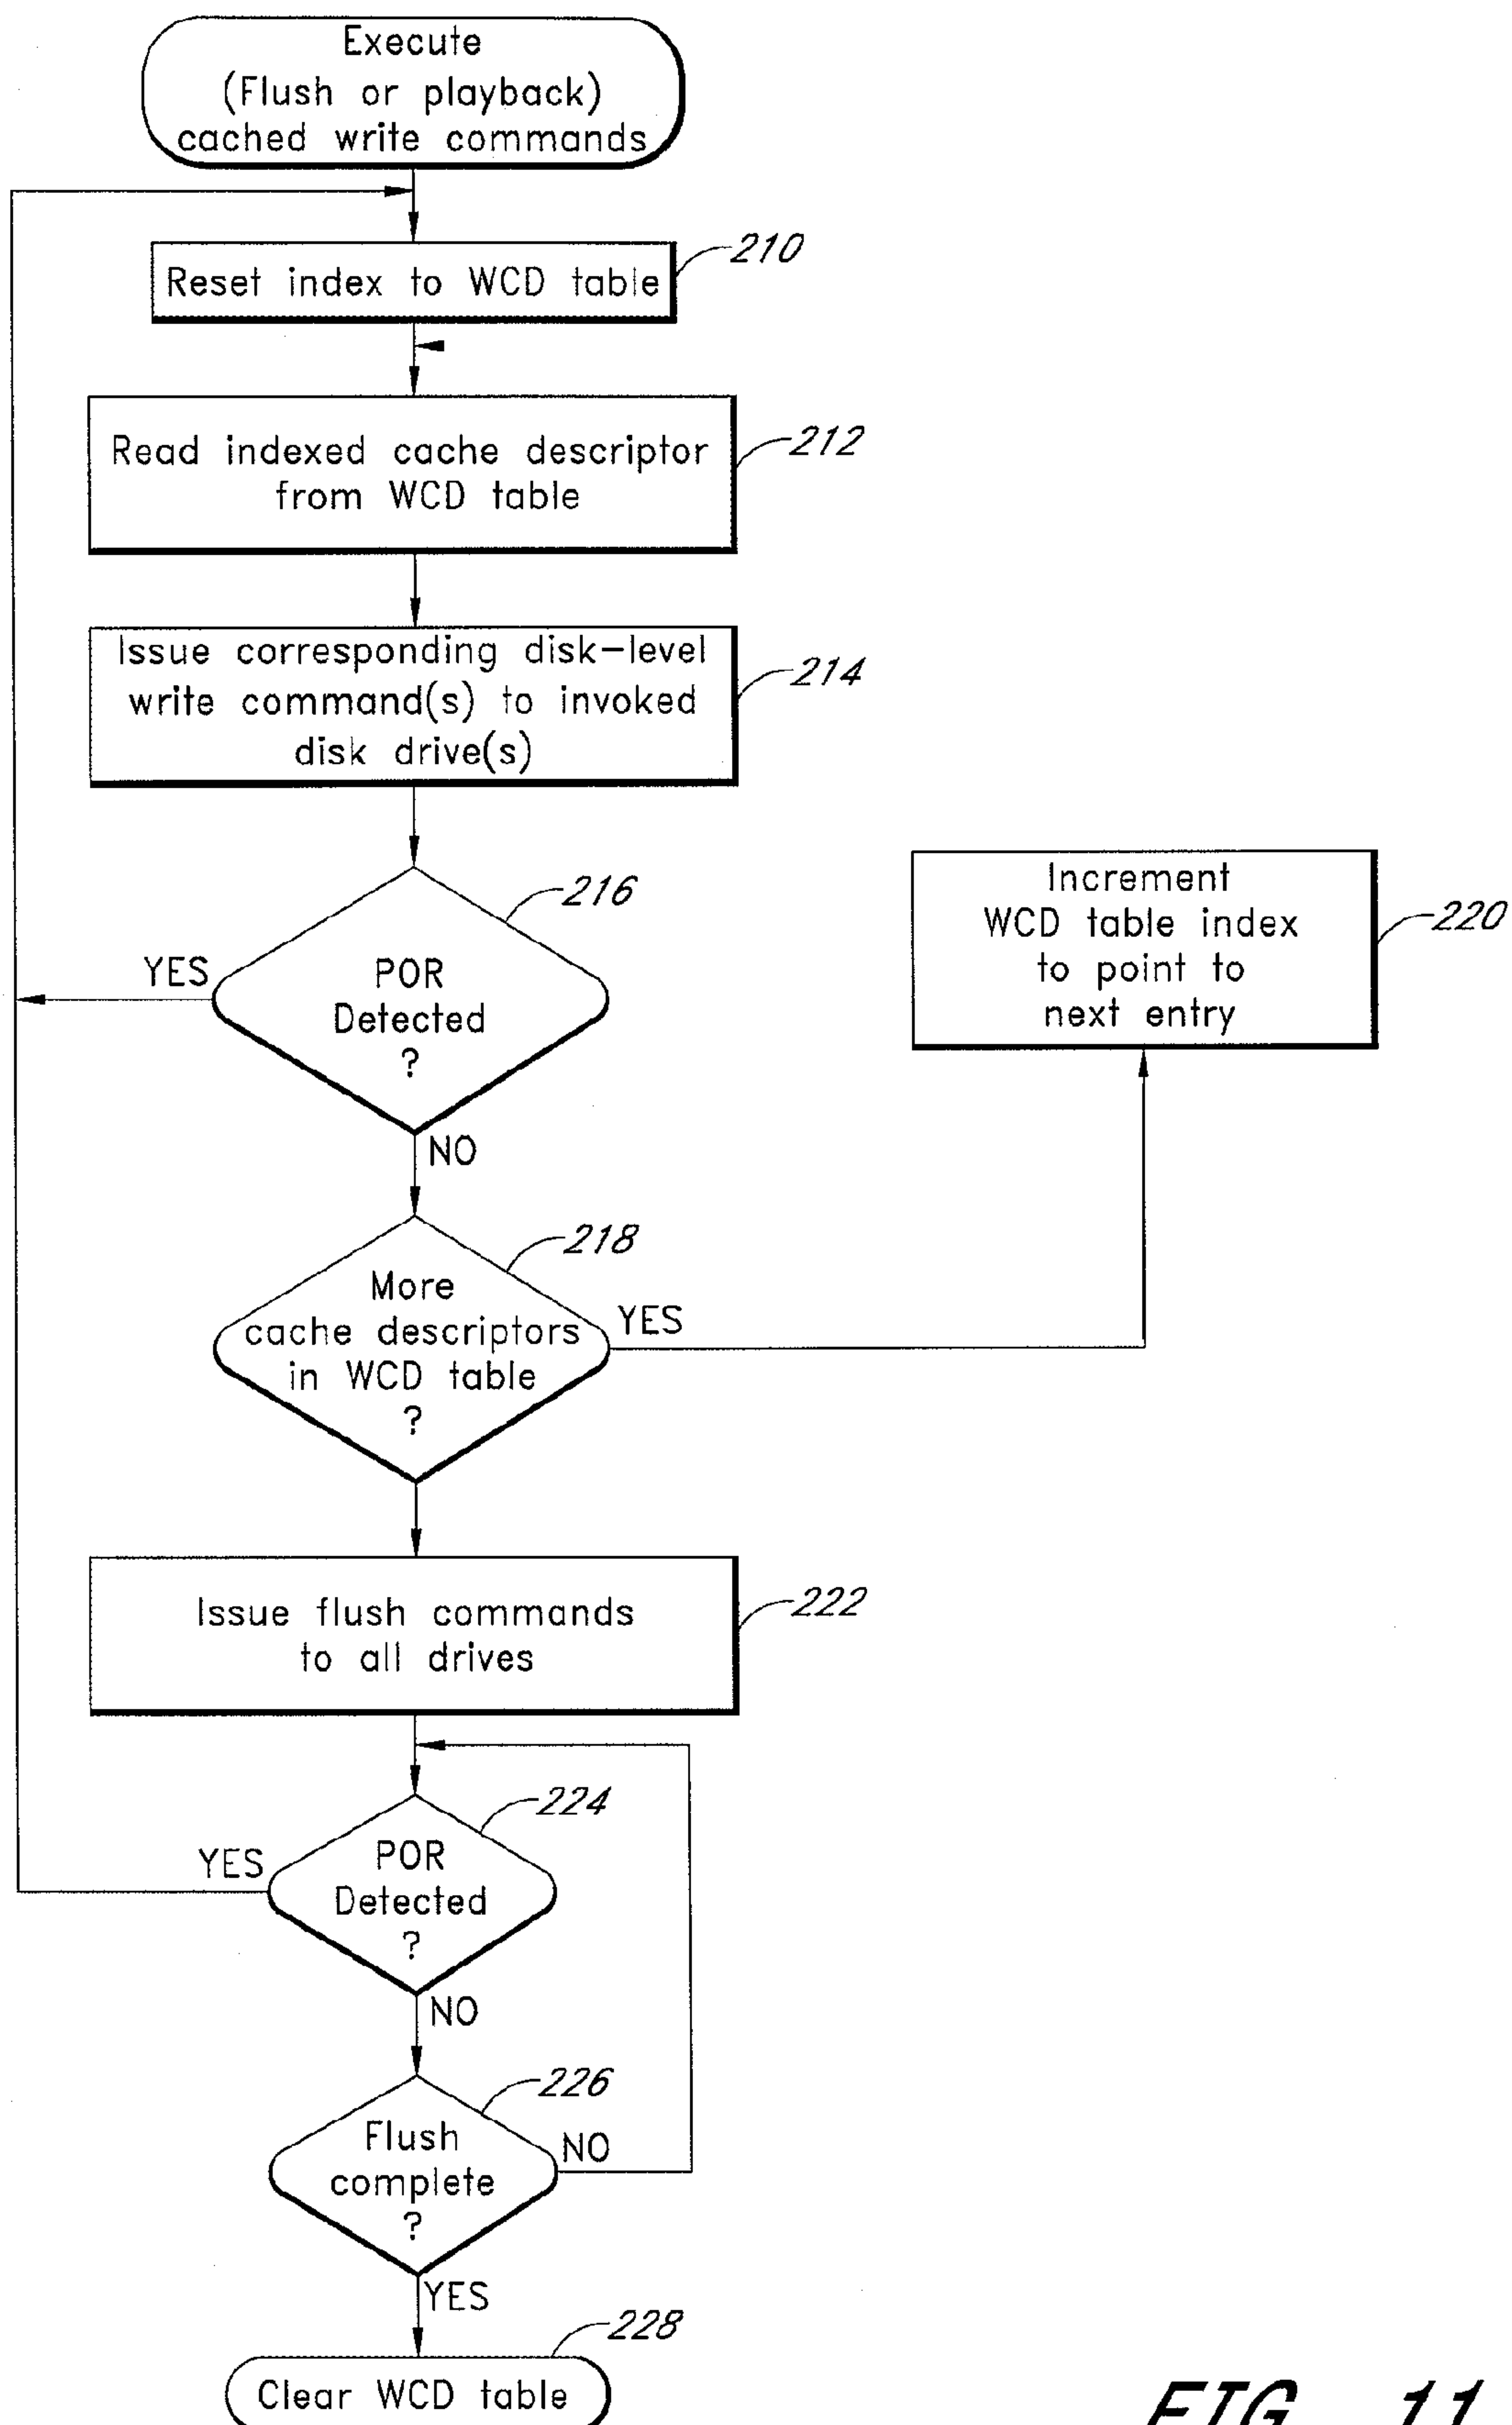 Execute
(Flush or playback)
cached write commands
Reset index to WCD table
210
Read indexed cache descriptor
from WCD table
212
Issue corresponding disk-level
write command(s) to invoked
disk drive(s)
214
216
YES
POR
Detected
?
NO
Increment
WCD table index
to point to
next entry
220
218
More
cache descriptors
in WCD table
?
YES
Issue flush commands
to all drives
222
224
YES
POR
Detected
?
NO
226
Flush
complete
?
NO
YES
228
Clear WCD table
FIG. 11